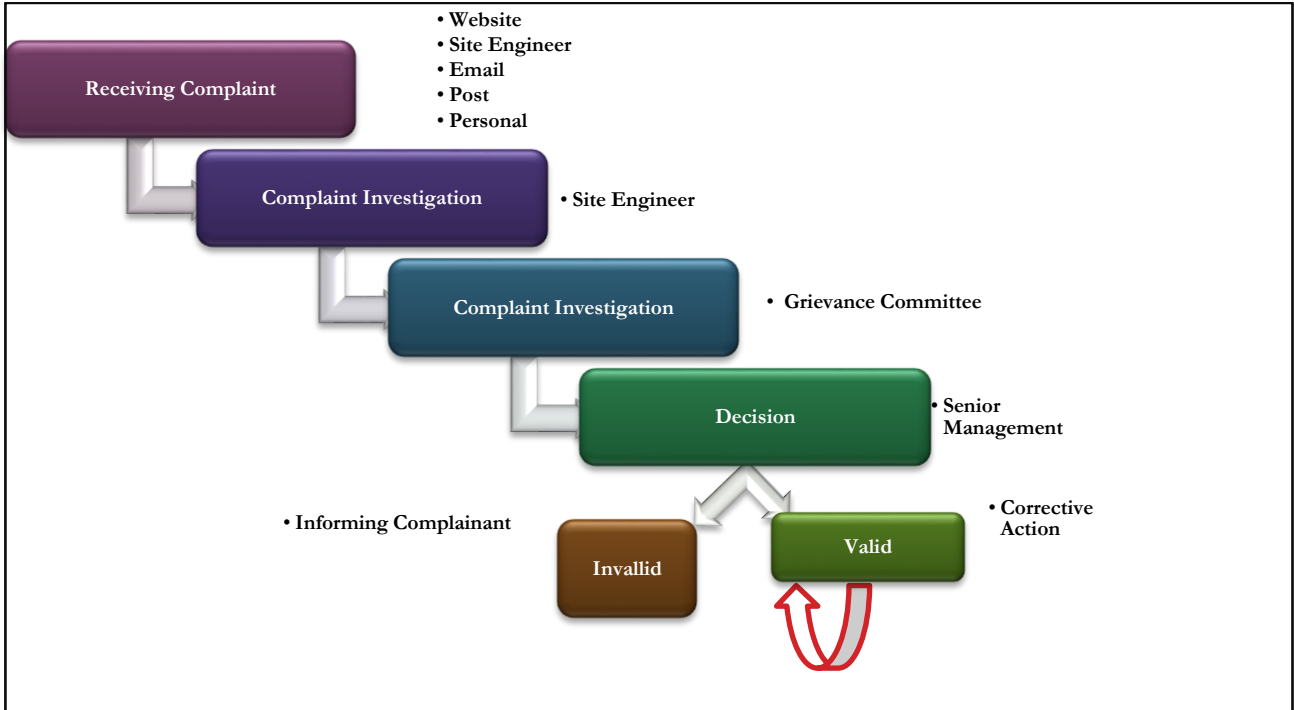 • Website
• Site Engineer
• Email
• Post
• Personal
Receiving Complaint
Complaint Investigation
• Site Engineer
Complaint Investigation
• Grievance Committee
Decision
• Senior
Management
• Informing Complainant
Invallid
Valid
• Corrective
Action